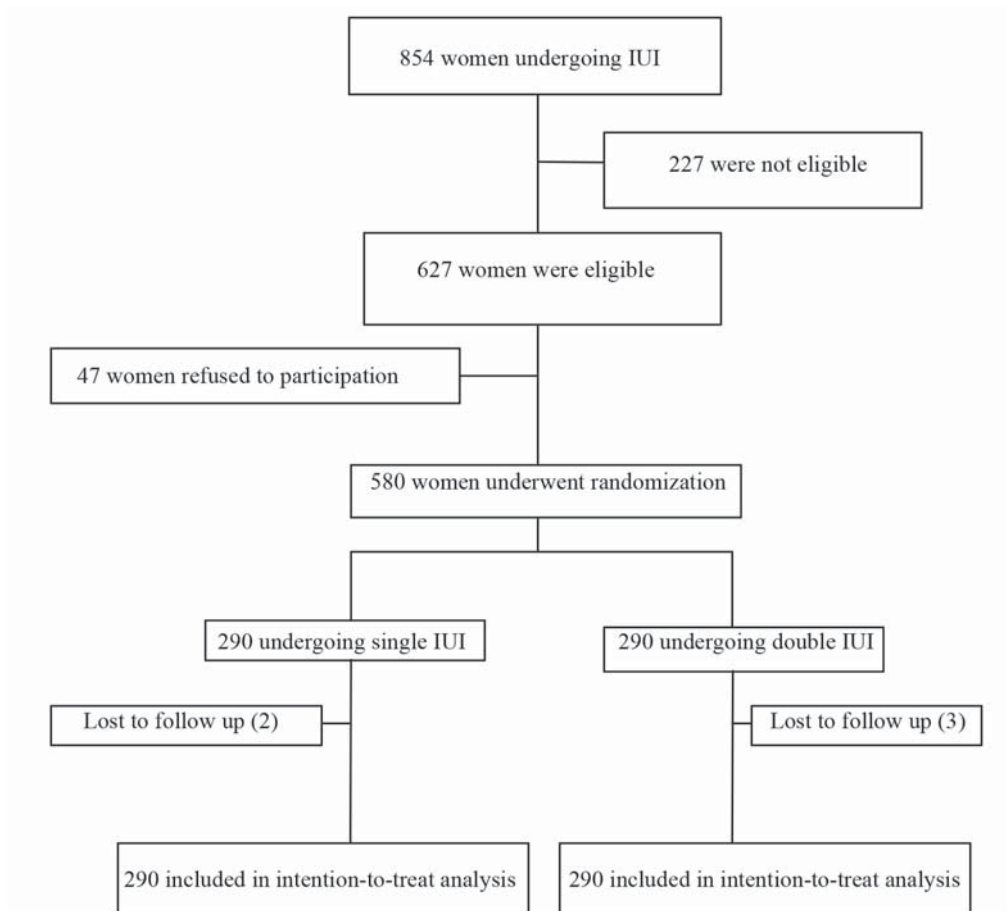 854 women undergoing IUI
227 were not eligible
627 women were eligible
47 women refused to participation
580 women underwent randomization
290 undergoing single IUI
290 undergoing double IUI
Lost to follow up (2)
Lost to follow up (3)
290 included in intention-to-treat analysis
290 included in intention-to-treat analysis